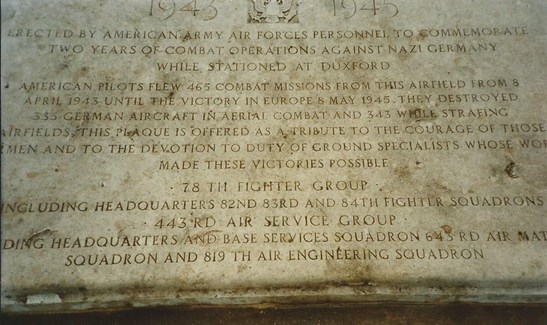 1943 1945
ERECTED BY AMERICAN ARMY AIR FORCES PERSONNEL TO COMMEMORATE
TWO YEARS OF COMBAT OPERATIONS AGAINST NAZI GERMANY
WHILE STATIONED AT DUXFORD
AMERICAN PILOTS FLEW 465 COMBAT MISSIONS FROM THIS AIRFIELD FROM 8
APRIL 1943 UNTIL THE VICTORY IN EUROPE 8 MAY 1945. THEY DESTROYED
335 GERMAN AIRCRAFT IN AERIAL COMBAT AND 343 WHILE STRAFING
AIRFIELDS. THIS PLAQUE IS OFFERED AS A TRIBUTE TO THE COURAGE OF THOSE
MEN AND TO THE DEVOTION TO DUTY OF GROUND SPECIALISTS WHOSE WO
MADE THESE VICTORIES POSSIBLE
· 78 TH FIGHTER GROUP ·
INCLUDING HEADQUARTERS 82ND 83RD AND 84TH FIGHTER SQUADRONS
· 443 RD AIR SERVICE GROUP ·
DING HEADQUARTERS AND BASE SERVICES SQUADRON 643 RD AIR MAT
SQUADRON AND 819 TH AIR ENGINEERING SQUADRON